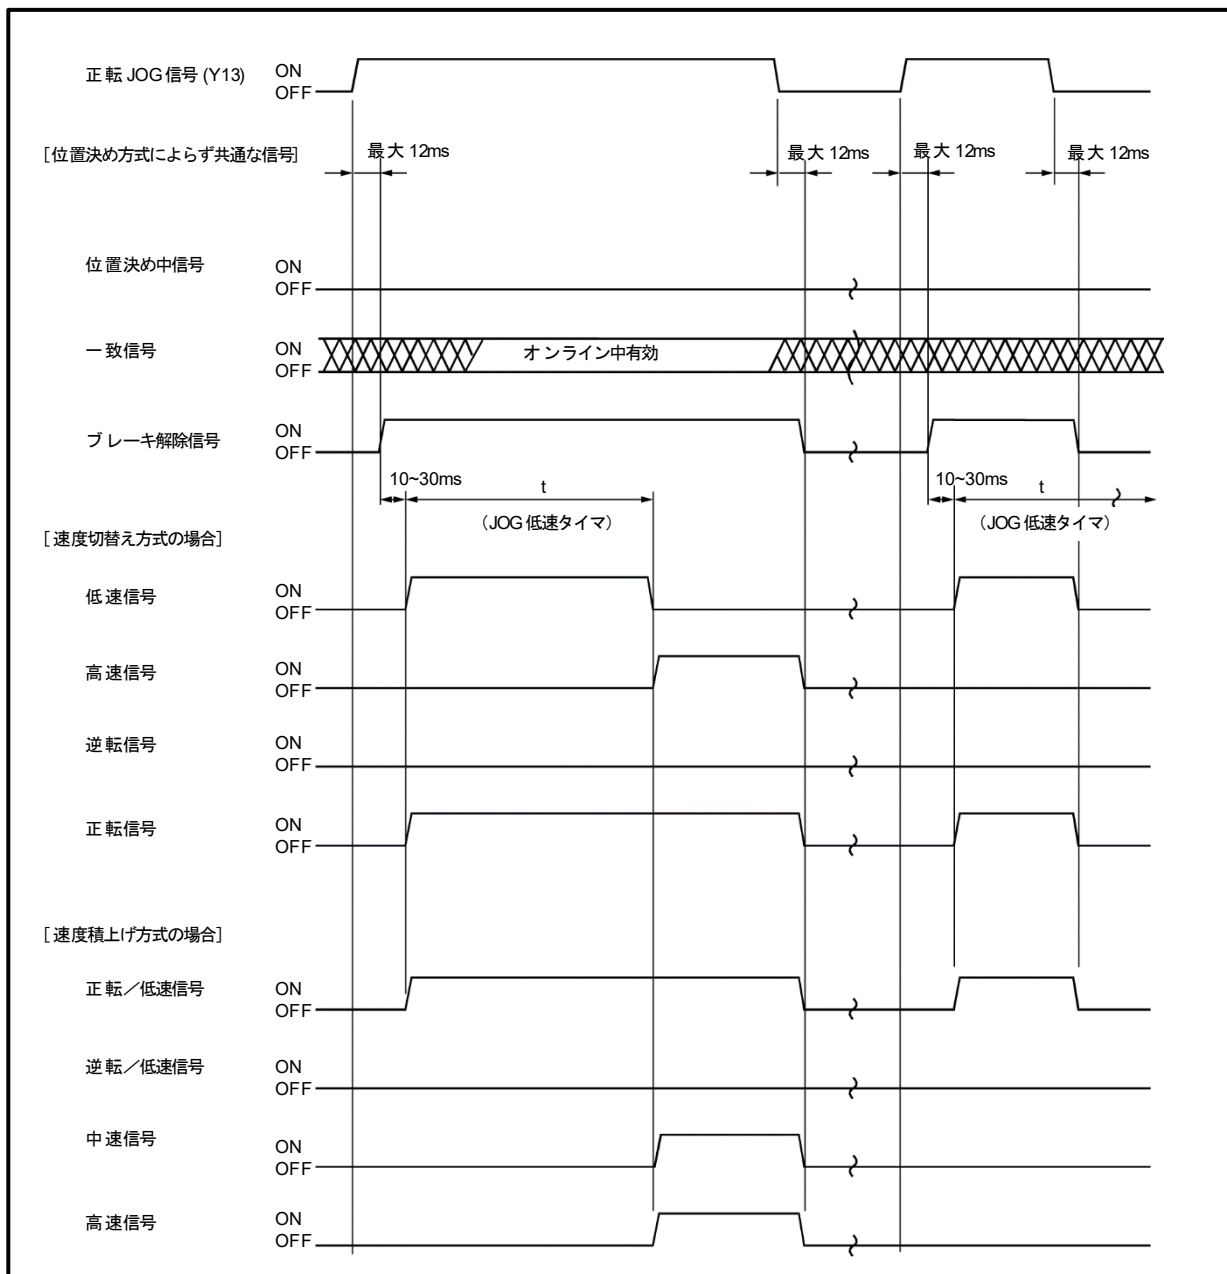 正転 JOG 信号 (Y13)
ON
OFF
[位置決め方式によらず共通な信号]
最大 12ms
最大 12ms
最大 12ms
最大 12ms
位置決め中信号
ON
OFF
一致信号
ON
OFF
オンライン中有効
ブレーキ解除信号
ON
OFF
10~30ms
t
10~30ms
t
(JOG 低速タイマ)
(JOG 低速タイマ)
[速度切替え方式の場合]
低速信号
ON
OFF
高速信号
ON
OFF
逆転信号
ON
OFF
正転信号
ON
OFF
[速度積上げ方式の場合]
正転/低速信号
ON
OFF
逆転/低速信号
ON
OFF
中速信号
ON
OFF
高速信号
ON
OFF